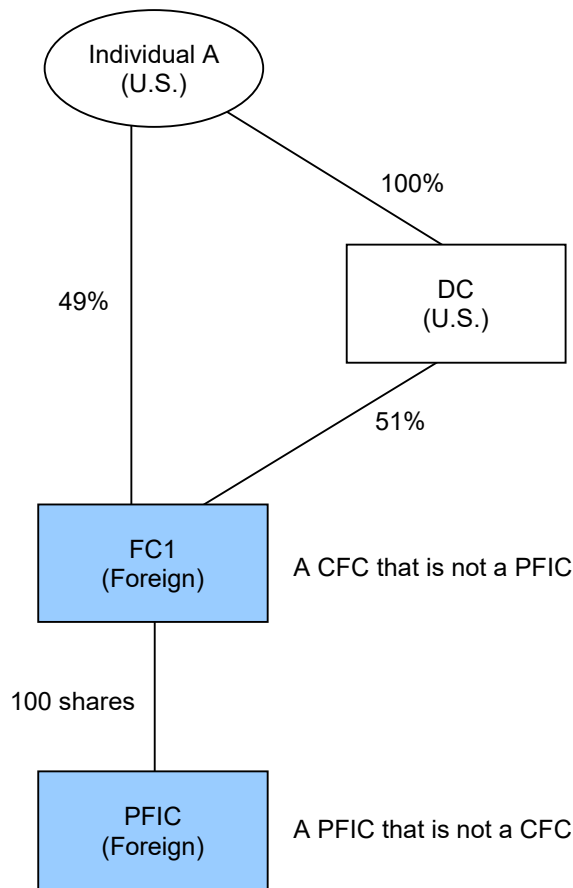 Individual A
(U.S.)
100%
DC
(U.S.)
49%
51%
FC1
(Foreign)
A CFC that is not a PFIC
100 shares
PFIC
(Foreign)
A PFIC that is not a CFC